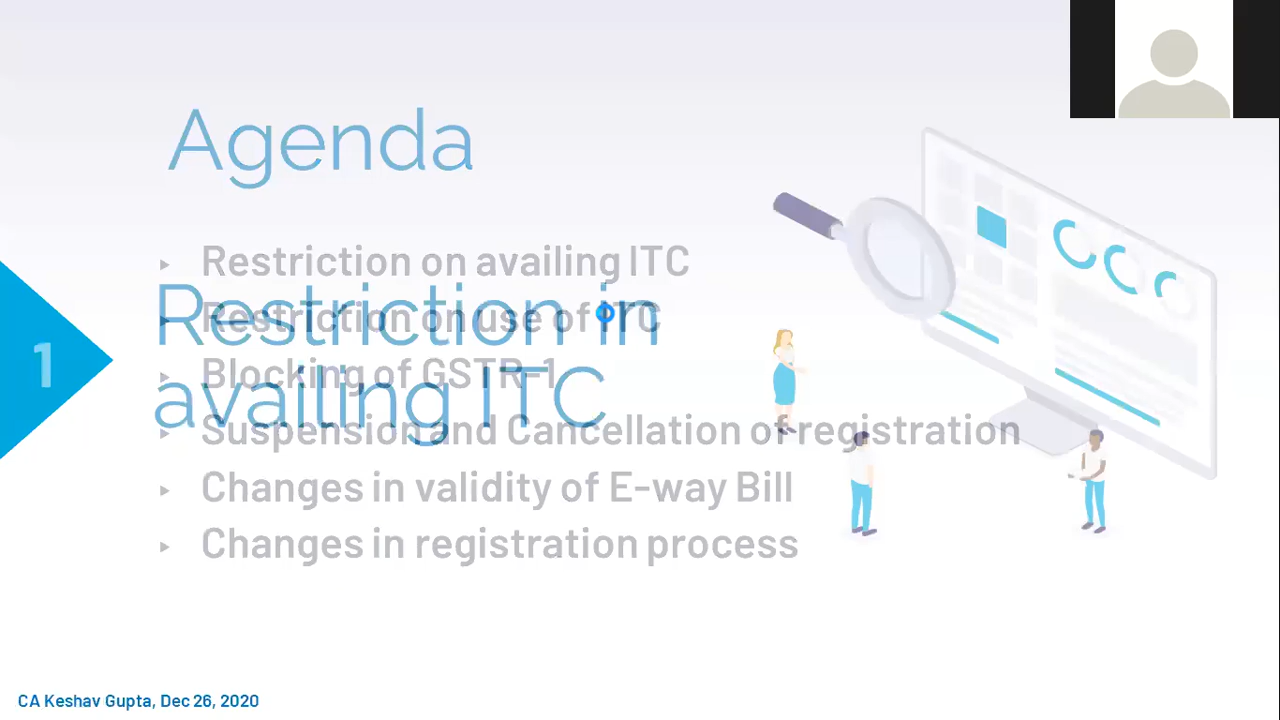 Agenda
▸ Restriction on availing ITC
▸ Restriction in use of ITC
▸ Blocking of GSTR-1
▸ Suspension and Cancellation of registration
▸ Changes in validity of E-way Bill
▸ Changes in registration process
1
Restriction in
availing ITC
CA Keshav Gupta, Dec 26, 2020